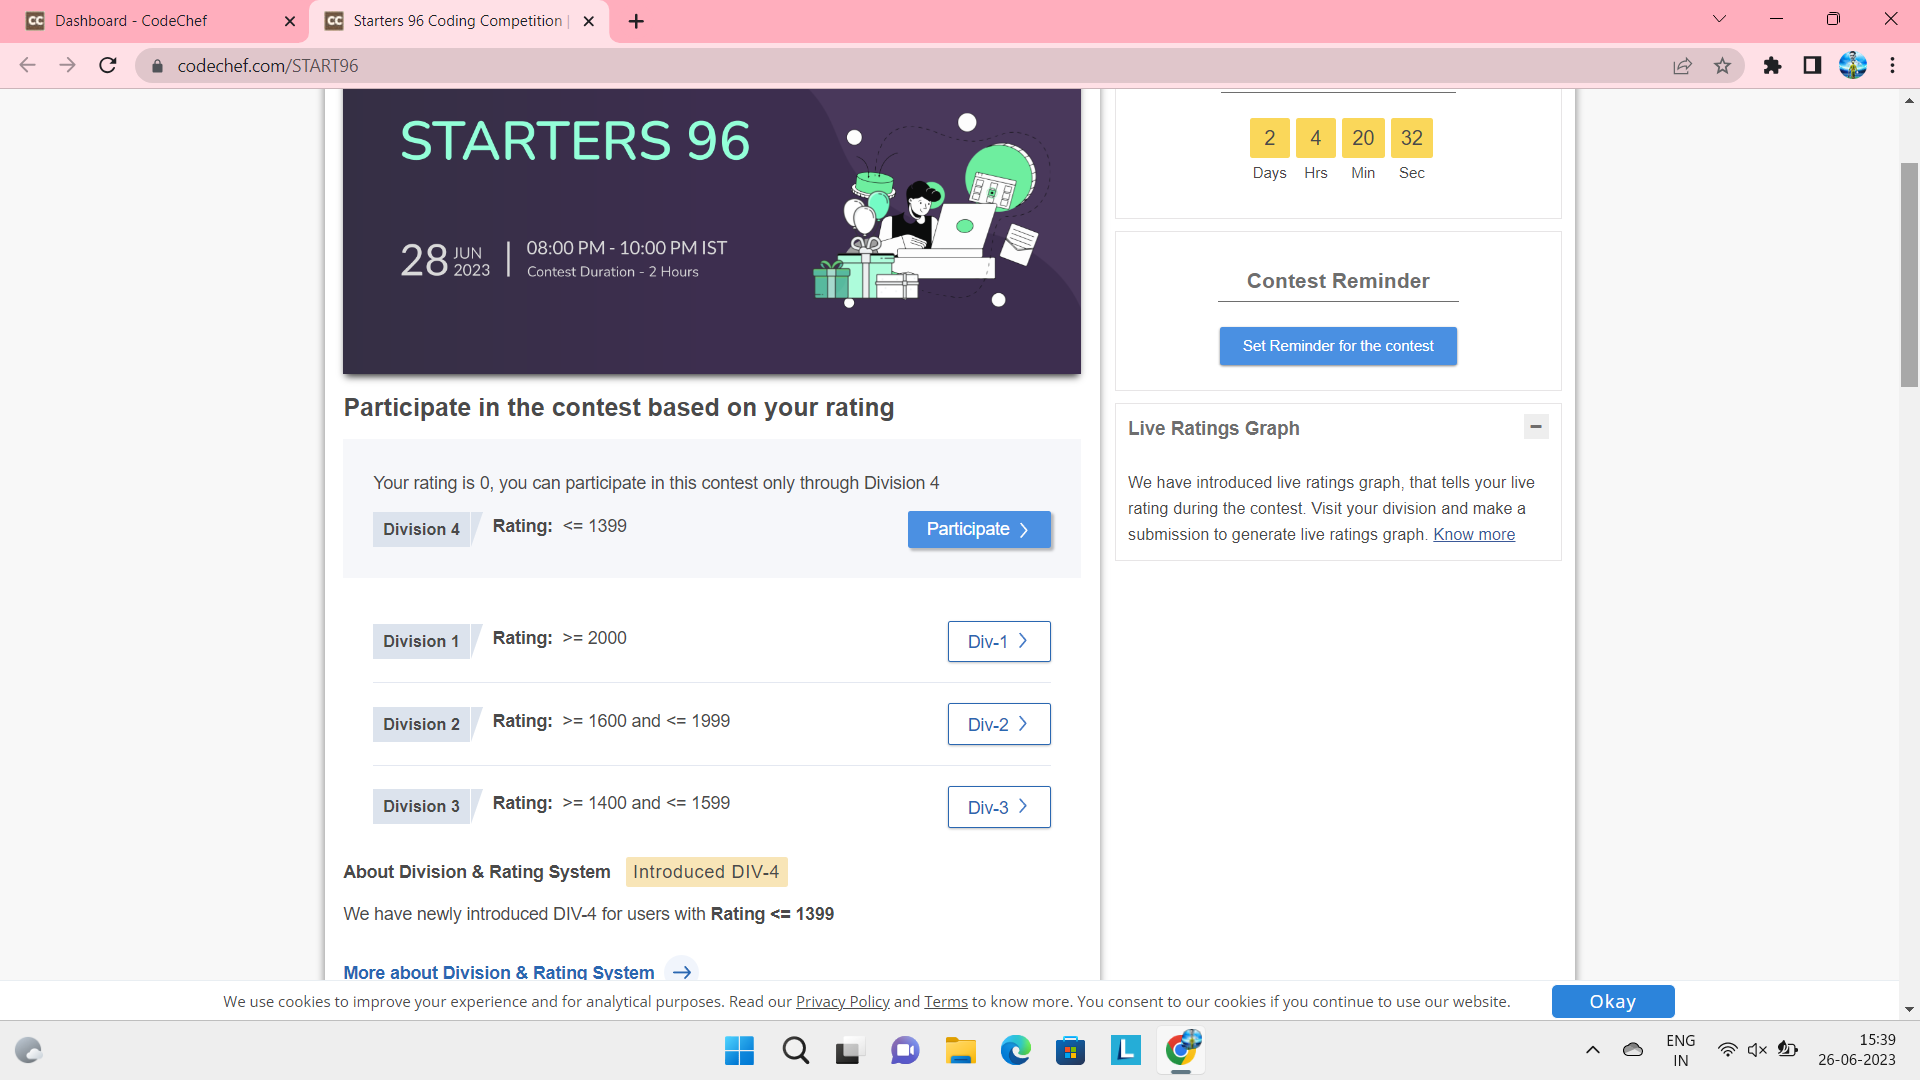 Dashboard - CodeChef
Starters 96 Coding Competition |
codechef.com/START96
STARTERS 96
28 JUN 2023
08:00 PM - 10:00 PM IST
Contest Duration - 2 Hours
2 4 20 32
Days Hrs Min Sec
Contest Reminder
Set Reminder for the contest
Live Ratings Graph
We have introduced live ratings graph, that tells your live
rating during the contest. Visit your division and make a
submission to generate live ratings graph. Know more
Participate in the contest based on your rating
Your rating is 0, you can participate in this contest only through Division 4
Division 4 Rating: <= 1399 Participate
Division 1 Rating: >= 2000 Div-1
Division 2 Rating: >= 1600 and <= 1999 Div-2
Division 3 Rating: >= 1400 and <= 1599 Div-3
About Division & Rating System Introduced DIV-4
We have newly introduced DIV-4 for users with Rating <= 1399
More about Division & Rating System
We use cookies to improve your experience and for analytical purposes. Read our Privacy Policy and Terms to know more. You consent to our cookies if you continue to use our website. Okay
ENG
IN
15:39
26-06-2023